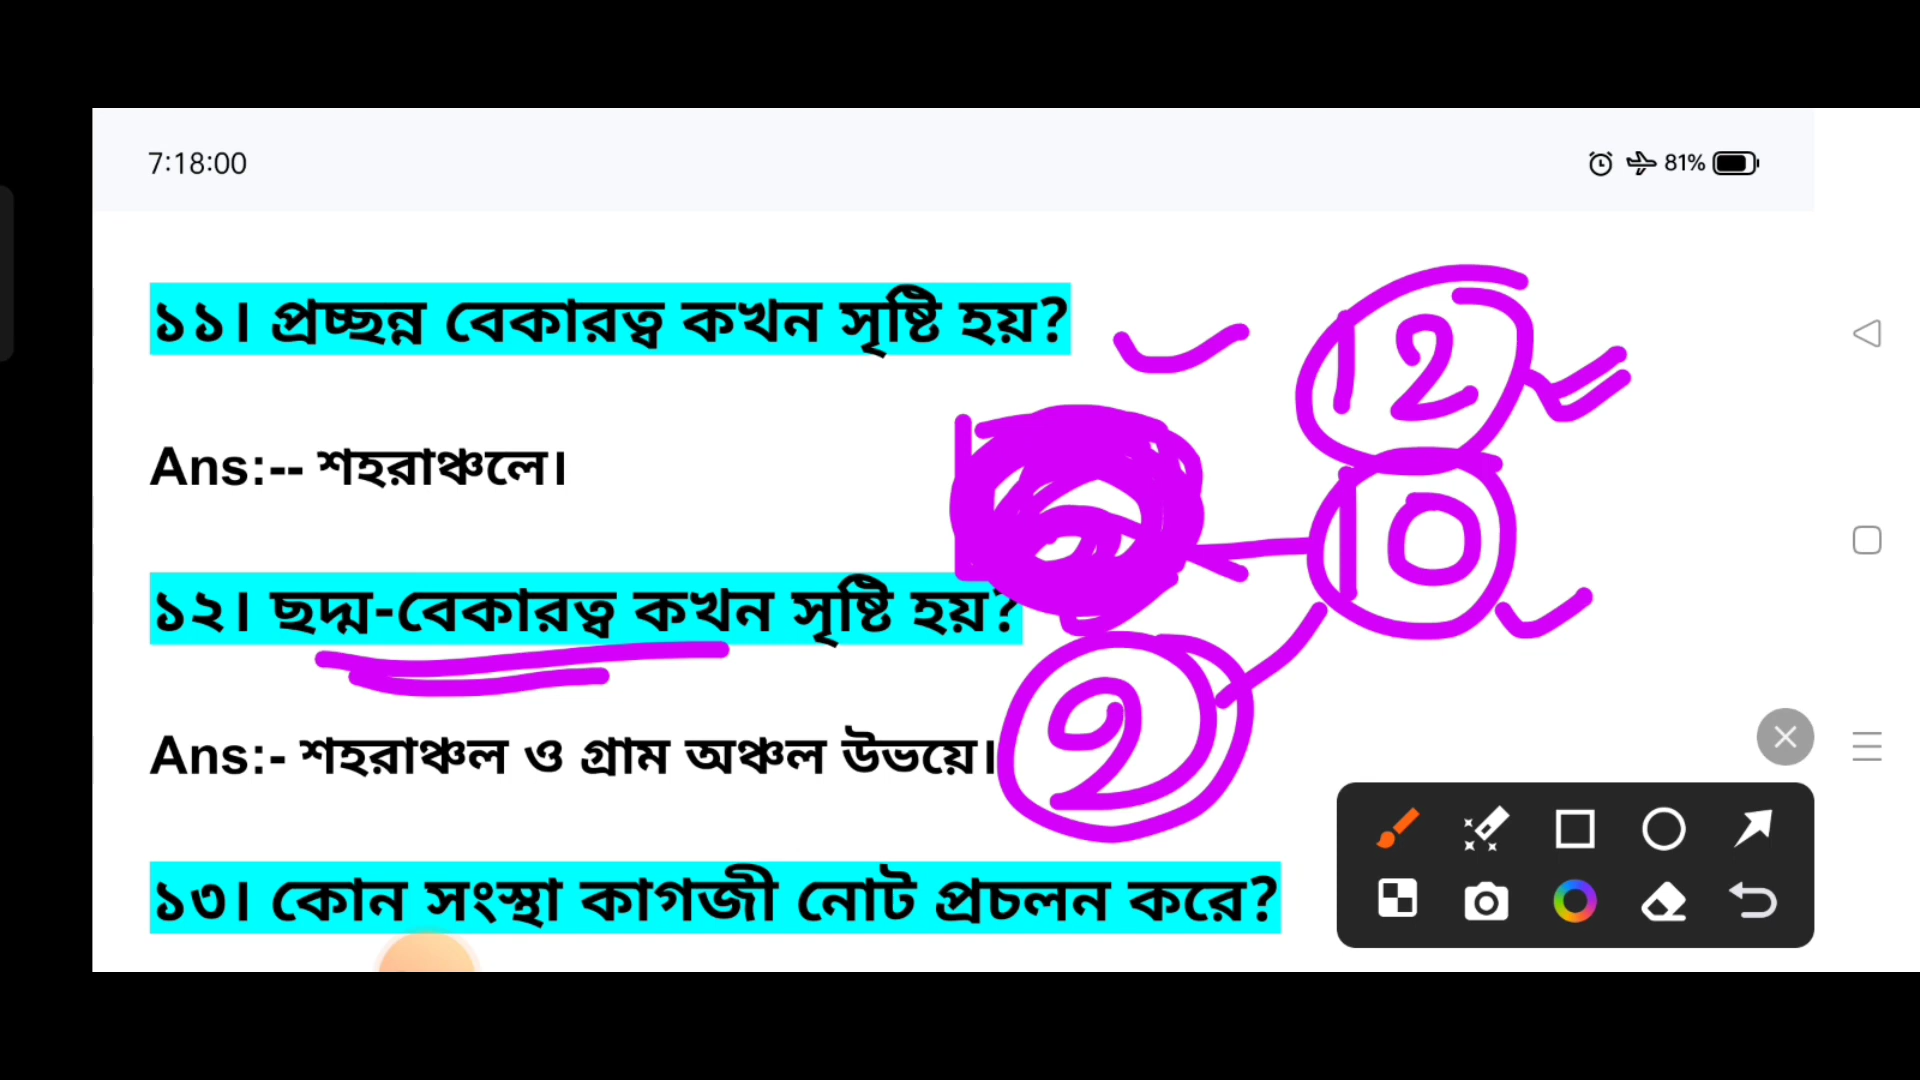 7:18:00
81%
১১। প্রচ্ছন্ন বেকারত্ব কখন সৃষ্টি হয়?
12
Ans:-- শহরাঞ্চলে।
10
১২। ছদ্ম-বেকারত্ব কখন সৃষ্টি হয়?
2
Ans:- শহরাঞ্চল ও গ্রাম অঞ্চল উভয়ে।
১৩। কোন সংস্থা কাগজী নোট প্রচলন করে?